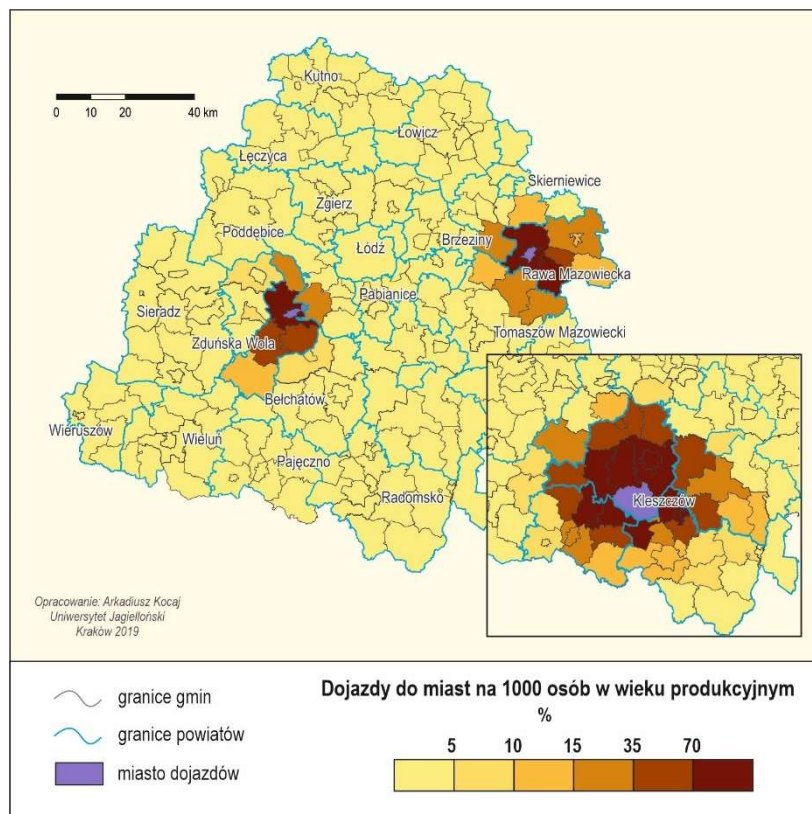 Kutno
0 10 20 40 km
Łowicz
Łęczyca
Skierniewice
Zgierz
Poddębice
Brzeziny
Łódź
Rawa Mazowiecka
Pabianice
Sieradz
Tomaszów Mazowiecki
Zduńska Wola
Bełchatów
Wieruszów
Wieluń
Pajęczno
Radomsko
Kleszczów
Opracowanie: Arkadiusz Kocaj
Uniwersytet Jagielloński
Kraków 2019
granice gmin
granice powiatów
miasto dojazdów
Dojazdy do miast na 1000 osób w wieku produkcyjnym
%
5 10 15 35 70